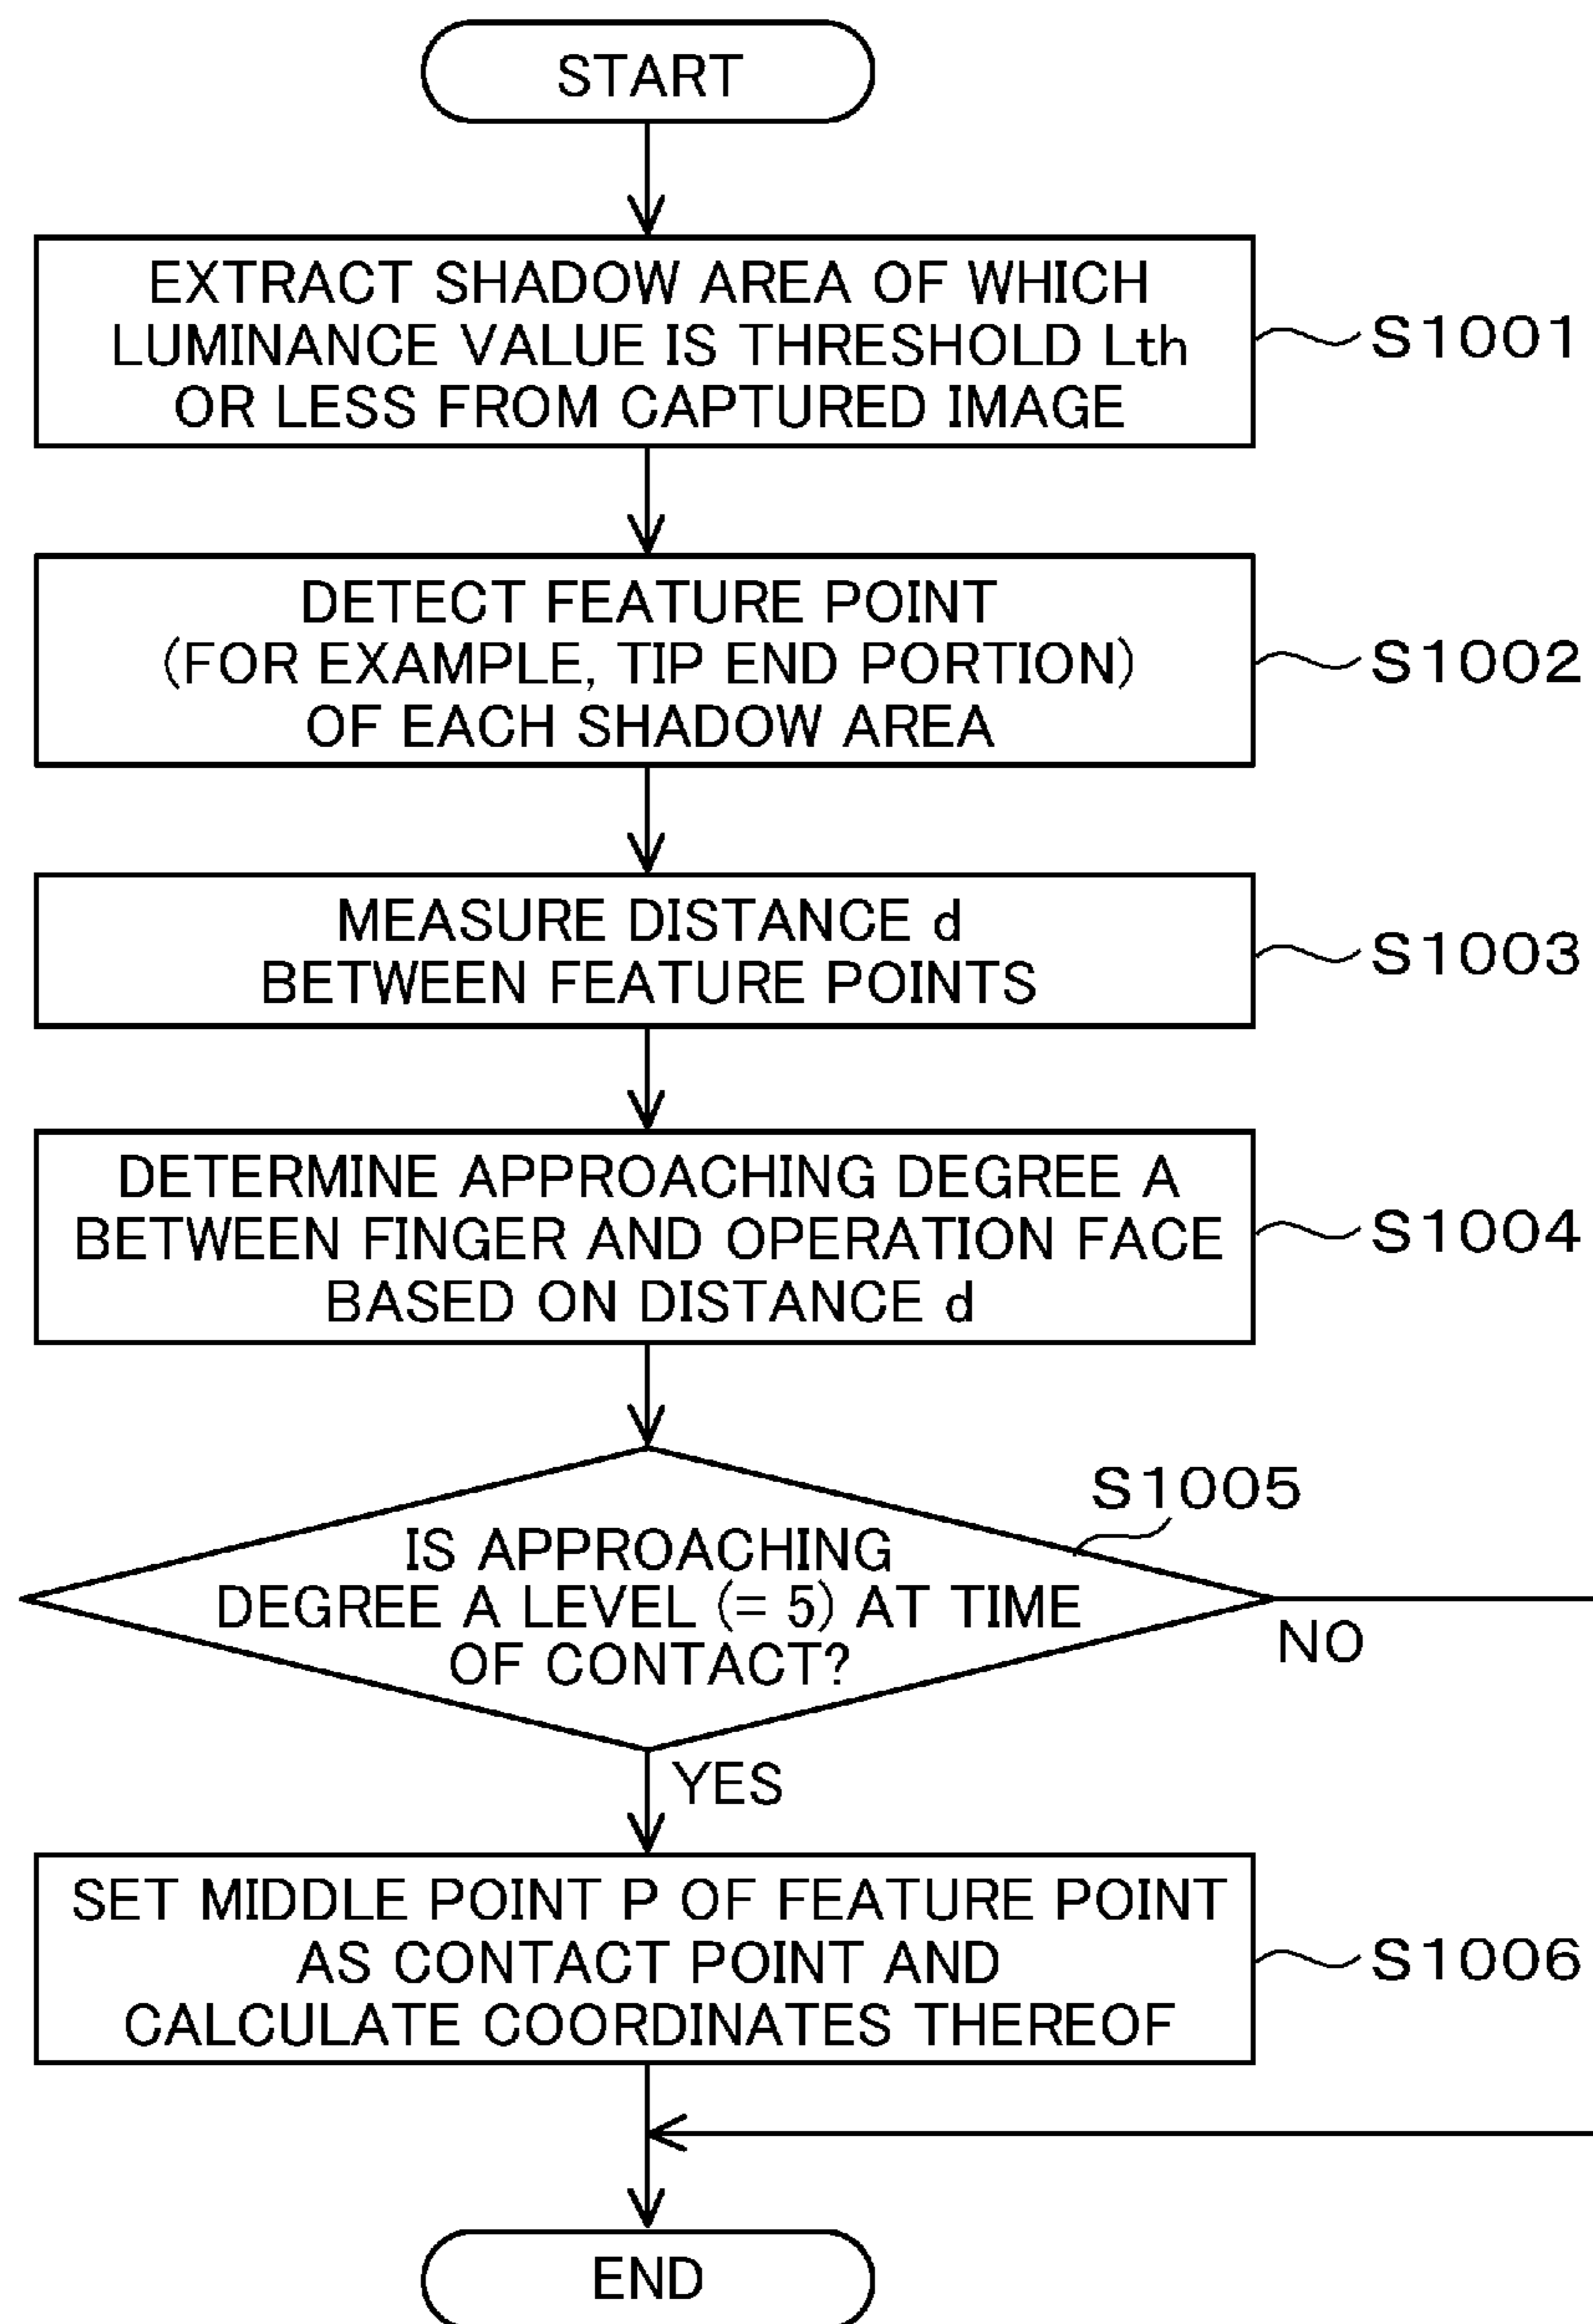 START
EXTRACT SHADOW AREA OF WHICH
LUMINANCE VALUE IS THRESHOLD Lth
OR LESS FROM CAPTURED IMAGE
S1001
DETECT FEATURE POINT
(FOR EXAMPLE, TIP END PORTION)
OF EACH SHADOW AREA
S1002
MEASURE DISTANCE d
BETWEEN FEATURE POINTS
S1003
DETERMINE APPROACHING DEGREE A
BETWEEN FINGER AND OPERATION FACE
BASED ON DISTANCE d
S1004
S1005
IS APPROACHING
DEGREE A LEVEL (= 5) AT TIME
OF CONTACT?
NO
YES
SET MIDDLE POINT P OF FEATURE POINT
AS CONTACT POINT AND
CALCULATE COORDINATES THEREOF
S1006
END